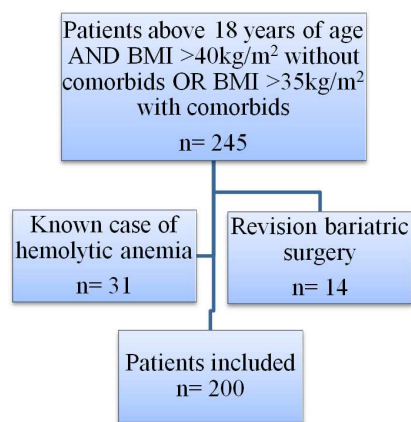 Patients above 18 years of age
AND BMI >40kg/m² without
comorbids OR BMI >35kg/m²
with comorbids
n= 245
Known case of
hemolytic anemia
n= 31
Revision bariatric
surgery
n= 14
Patients included
n= 200